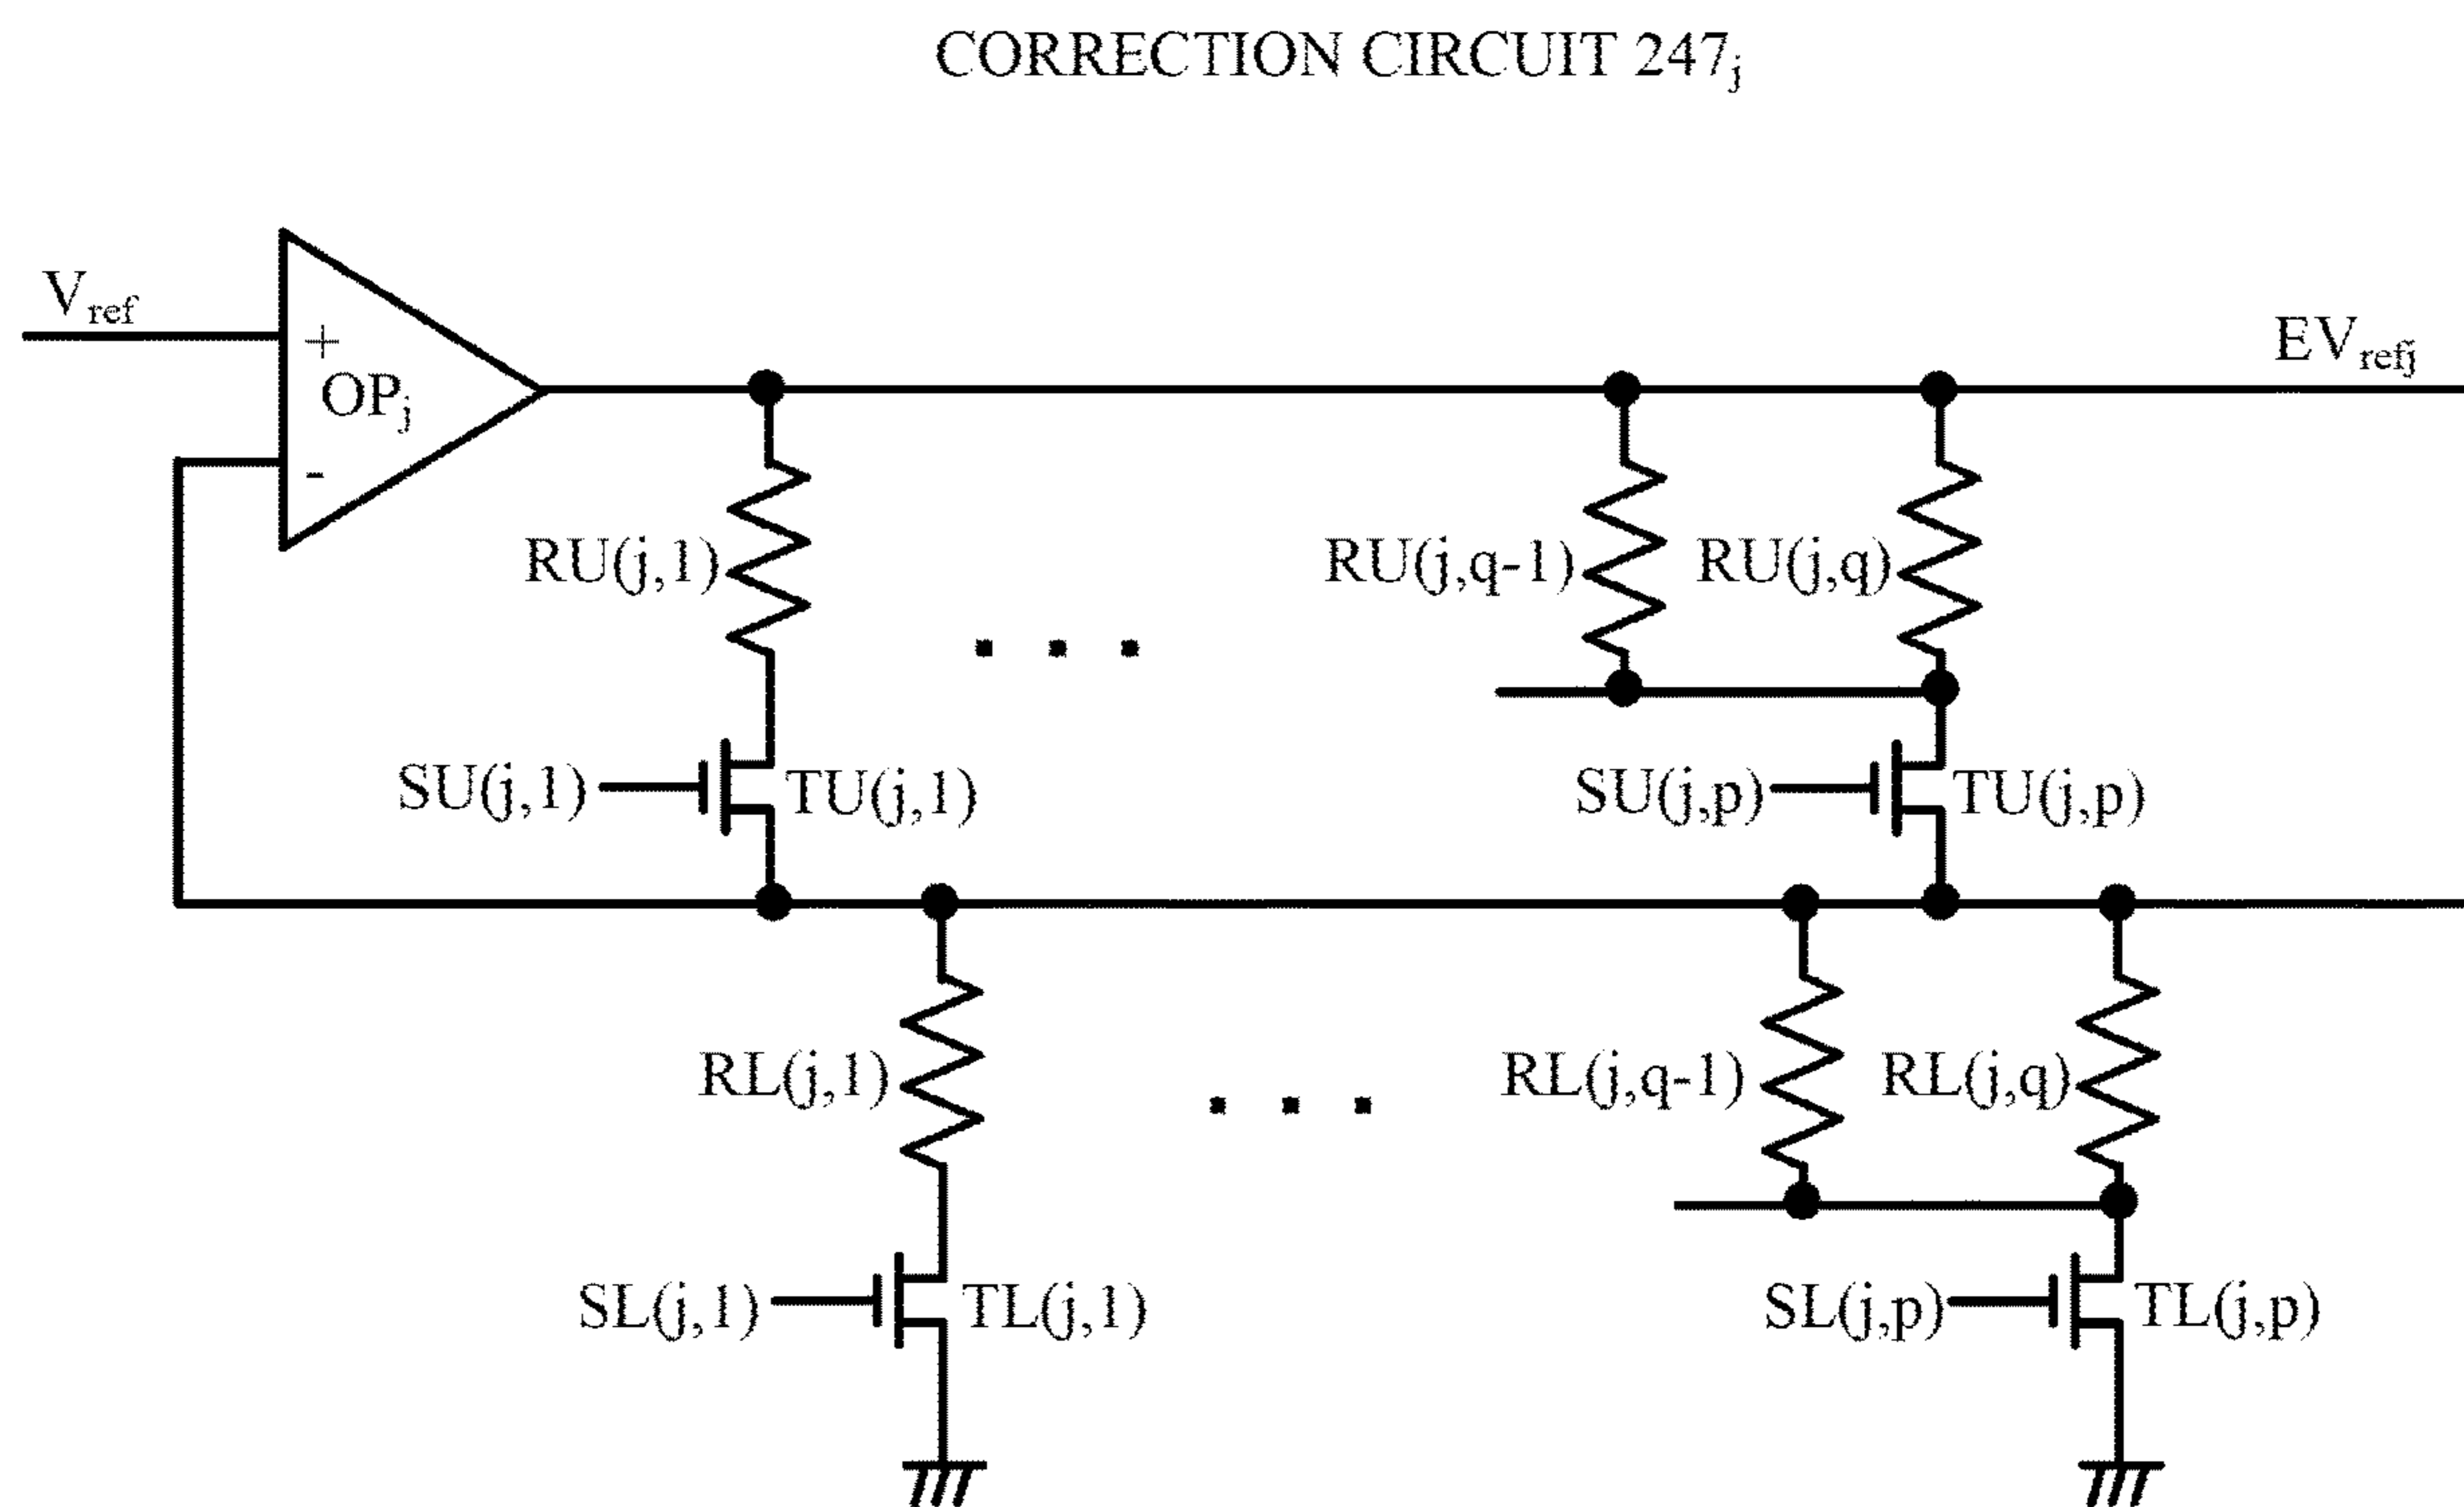 CORRECTION CIRCUIT 247j
Vref
+
OPj
-
EVrefj
RU(j,1)
RU(j,q-1)
RU(j,q)
SU(j,1)
TU(j,1)
SU(j,p)
TU(j,p)
RL(j,1)
RL(j,q-1)
RL(j,q)
SL(j,1)
TL(j,1)
SL(j,p)
TL(j,p)